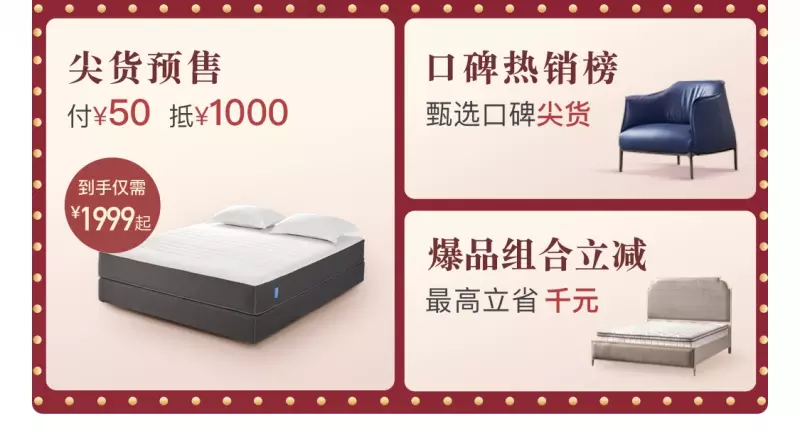 尖货预售
付¥50 抵¥1000
到手仅需
¥1999起
口碑热销榜
甄选口碑尖货
爆品组合立减
最高立省 千元